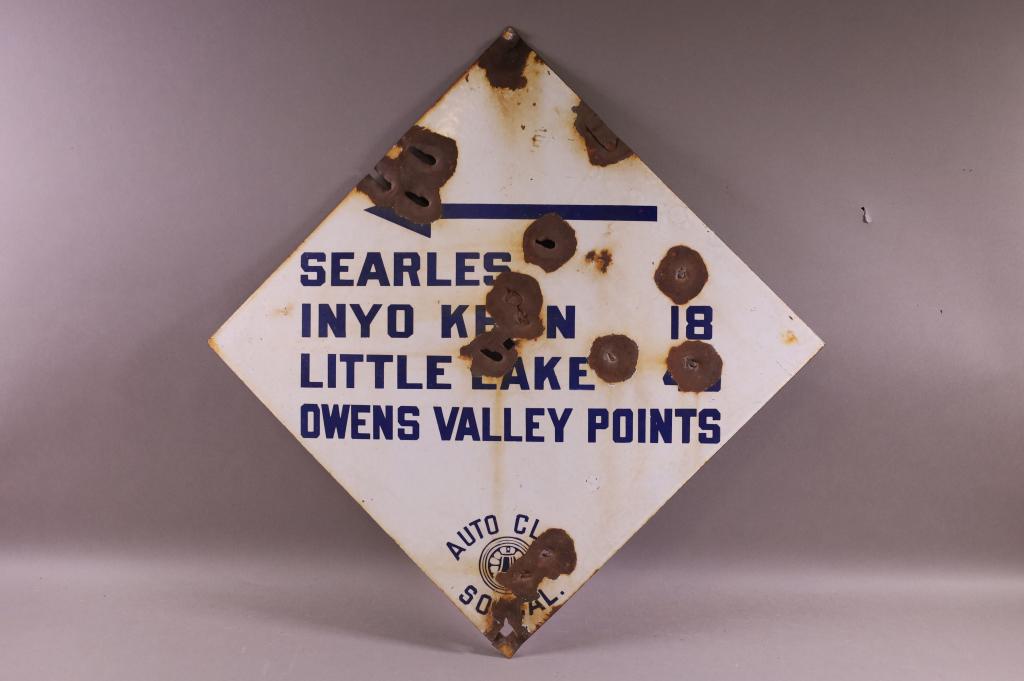 SEARLES
INYO KERN 18
LITTLE LAKE
OWENS VALLEY POINTS
AUTO CL
SO. CAL.